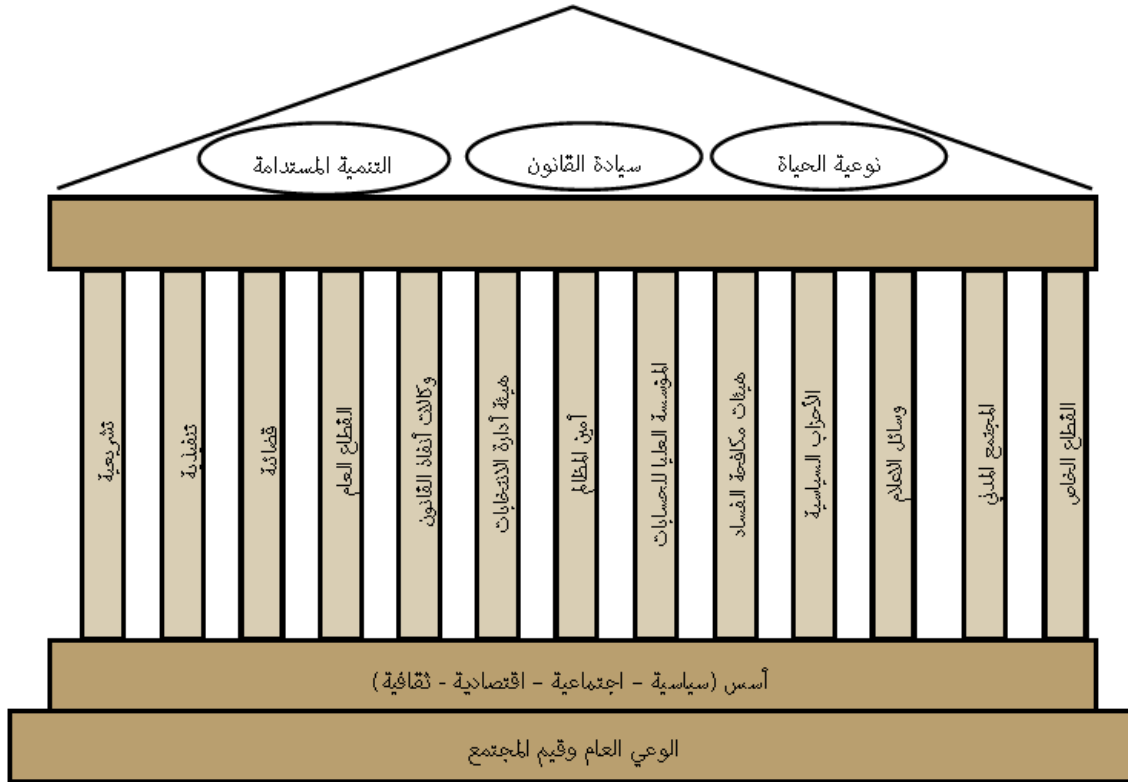 نوعية الحياة
سيادة القانون
التنمية المستدامة
القطاع الخاص
المجتمع المدني
وسائل الاعلام
الأحزاب السياسية
هيئات مكافحة الفساد
المؤسسة العليا للحسابات
أمين المظالم
هيئة أدارة الانتخابات
وكالات أنفاذ القانون
القطاع العام
قضائية
تنفيذية
تشريعية
أسس (سياسية – اجتماعية – اقتصادية - ثقافية)
الوعي العام وقيم المجتمع